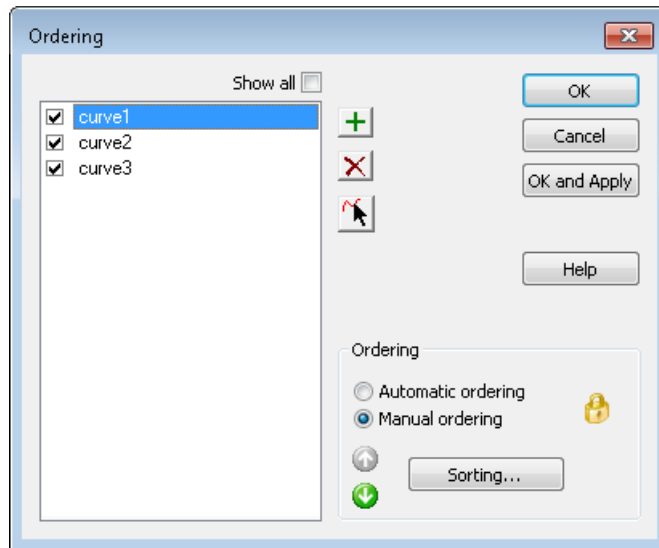 Ordering
Show all
curve1
curve2
curve3
OK
Cancel
OK and Apply
Help
Ordering
Automatic ordering
Manual ordering
Sorting...